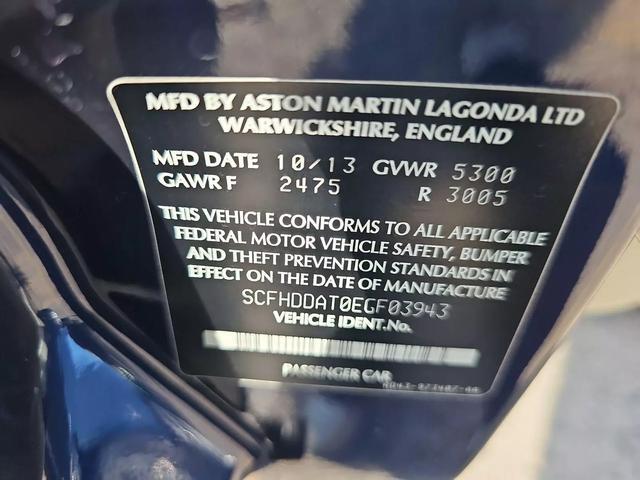 MFD BY ASTON MARTIN LAGONDA LTD
WARWICKSHIRE, ENGLAND
MFD DATE 10/13 GVWR 5300
GAWR F 2475 R 3005
THIS VEHICLE CONFORMS TO ALL APPLICABLE
FEDERAL MOTOR VEHICLE SAFETY, BUMPER
AND THEFT PREVENTION STANDARDS IN
EFFECT ON THE DATE OF MANUFACTURE
SCFHDDAT0EGF03943
VEHICLE IDENT.No.
PASSENGER CAR